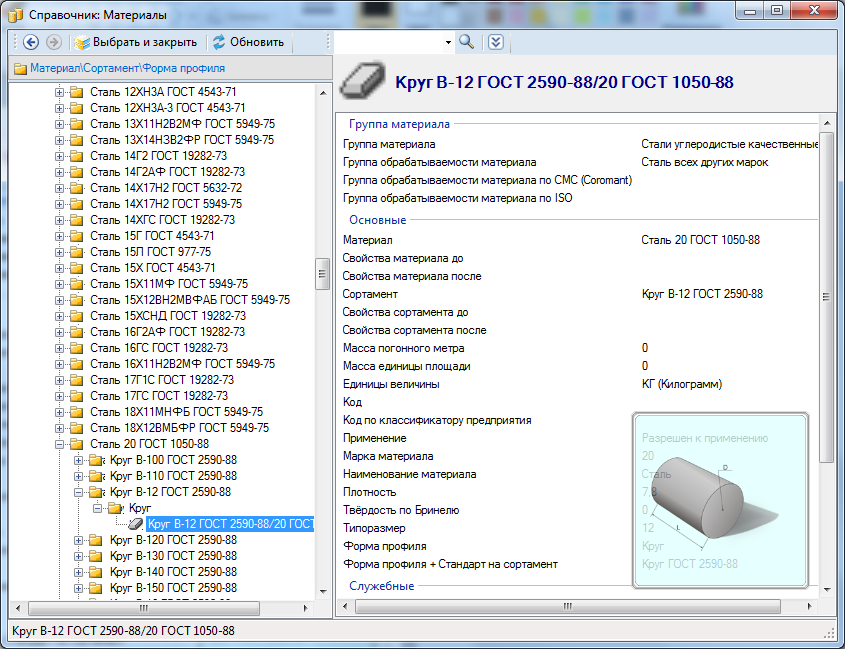 Справочник: Материалы
Выбрать и закрыть
Обновить
Материал\Сортамент\Форма профиля
Сталь 12ХН3А ГОСТ 4543-71
Сталь 12ХН3А-3 ГОСТ 4543-71
Сталь 13Х11Н2В2МФ ГОСТ 5949-75
Сталь 13Х14Н3В2ФР ГОСТ 5949-75
Сталь 14Г2 ГОСТ 19282-73
Сталь 14Г2АФ ГОСТ 19282-73
Сталь 14Х17Н2 ГОСТ 5632-72
Сталь 14Х17Н2 ГОСТ 5949-75
Сталь 14ХГС ГОСТ 19282-73
Сталь 15Г ГОСТ 4543-71
Сталь 15Л ГОСТ 977-75
Сталь 15Х ГОСТ 4543-71
Сталь 15Х11МФ ГОСТ 5949-75
Сталь 15Х12ВН2МВФАБ ГОСТ 5949-75
Сталь 15ХСНД ГОСТ 19282-73
Сталь 16Г2АФ ГОСТ 19282-73
Сталь 16ГС ГОСТ 19282-73
Сталь 16Х11Н2В2МФ ГОСТ 5949-75
Сталь 17Г1С ГОСТ 19282-73
Сталь 17ГС ГОСТ 19282-73
Сталь 18Х11МНФБ ГОСТ 5949-75
Сталь 18Х12ВМБФР ГОСТ 5949-75
Сталь 20 ГОСТ 1050-88
Круг В-100 ГОСТ 2590-88
Круг В-110 ГОСТ 2590-88
Круг В-12 ГОСТ 2590-88
Круг
Круг В-12 ГОСТ 2590-88/20 ГОСТ
Круг В-120 ГОСТ 2590-88
Круг В-130 ГОСТ 2590-88
Круг В-140 ГОСТ 2590-88
Круг В-150 ГОСТ 2590-88
Круг В-12 ГОСТ 2590-88/20 ГОСТ 1050-88
Группа материала
Группа материала Стали углеродистые качественные
Группа обрабатываемости материала Сталь всех других марок
Группа обрабатываемости материала по СМС (Coromant)
Группа обрабатываемости материала по ISO
Основные
Материал Сталь 20 ГОСТ 1050-88
Свойства материала до
Свойства материала после
Сортамент Круг В-12 ГОСТ 2590-88
Свойства сортамента до
Свойства сортамента после
Масса погонного метра 0
Масса единицы площади 0
Единицы величины КГ (Килограмм)
Код
Код по классификатору предприятия
Применение Разрешен к применению
Марка материала 20
Наименование материала Сталь
Плотность 7,8
Твёрдость по Бринелю 0
Типоразмер 12
Форма профиля Круг
Форма профиля + Стандарт на сортамент Круг ГОСТ 2590-88
D
L
Служебные
Круг В-12 ГОСТ 2590-88/20 ГОСТ 1050-88